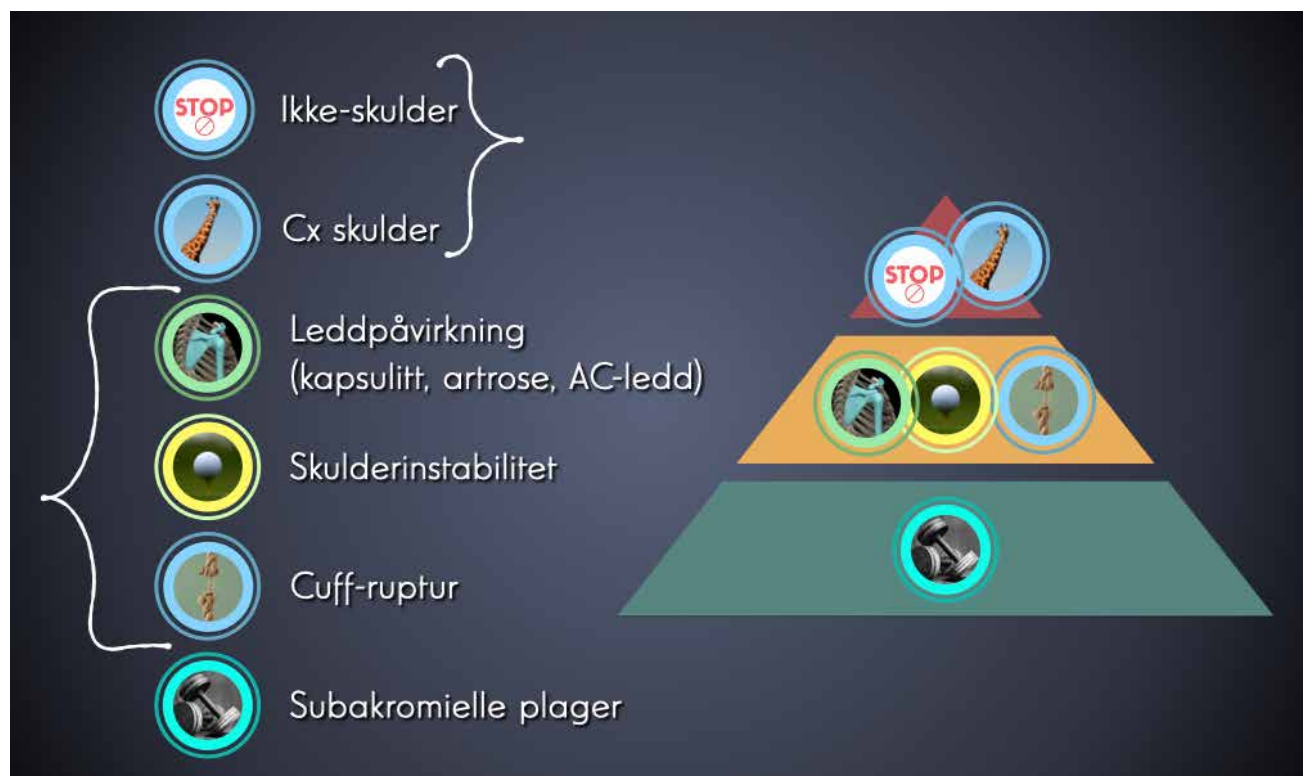 STOP
Ikke-skulder
Cx skulder
Leddpåvirkning
(kapsulitt, artrose, AC-ledd)
Skulderinstabilitet
Cuff-ruptur
Subakromielle plager
STOP